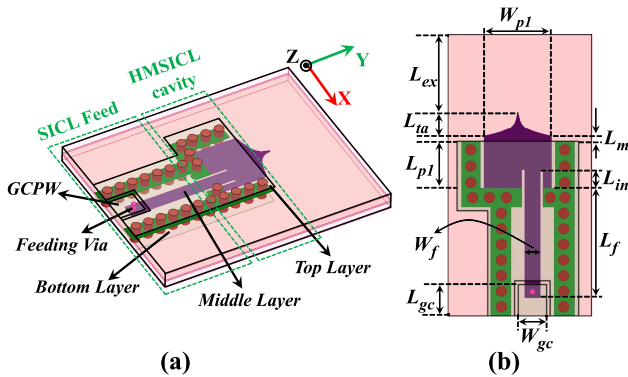 SICL Feed
HMSICL
cavity
Z
Y
X
GCPW
Feeding Via
Bottom Layer
Middle Layer
Top Layer
(a)
W_p1
L_ex
L_ta
L_m
L_p1
L_in
W_f
L_f
L_gc
W_gc
(b)